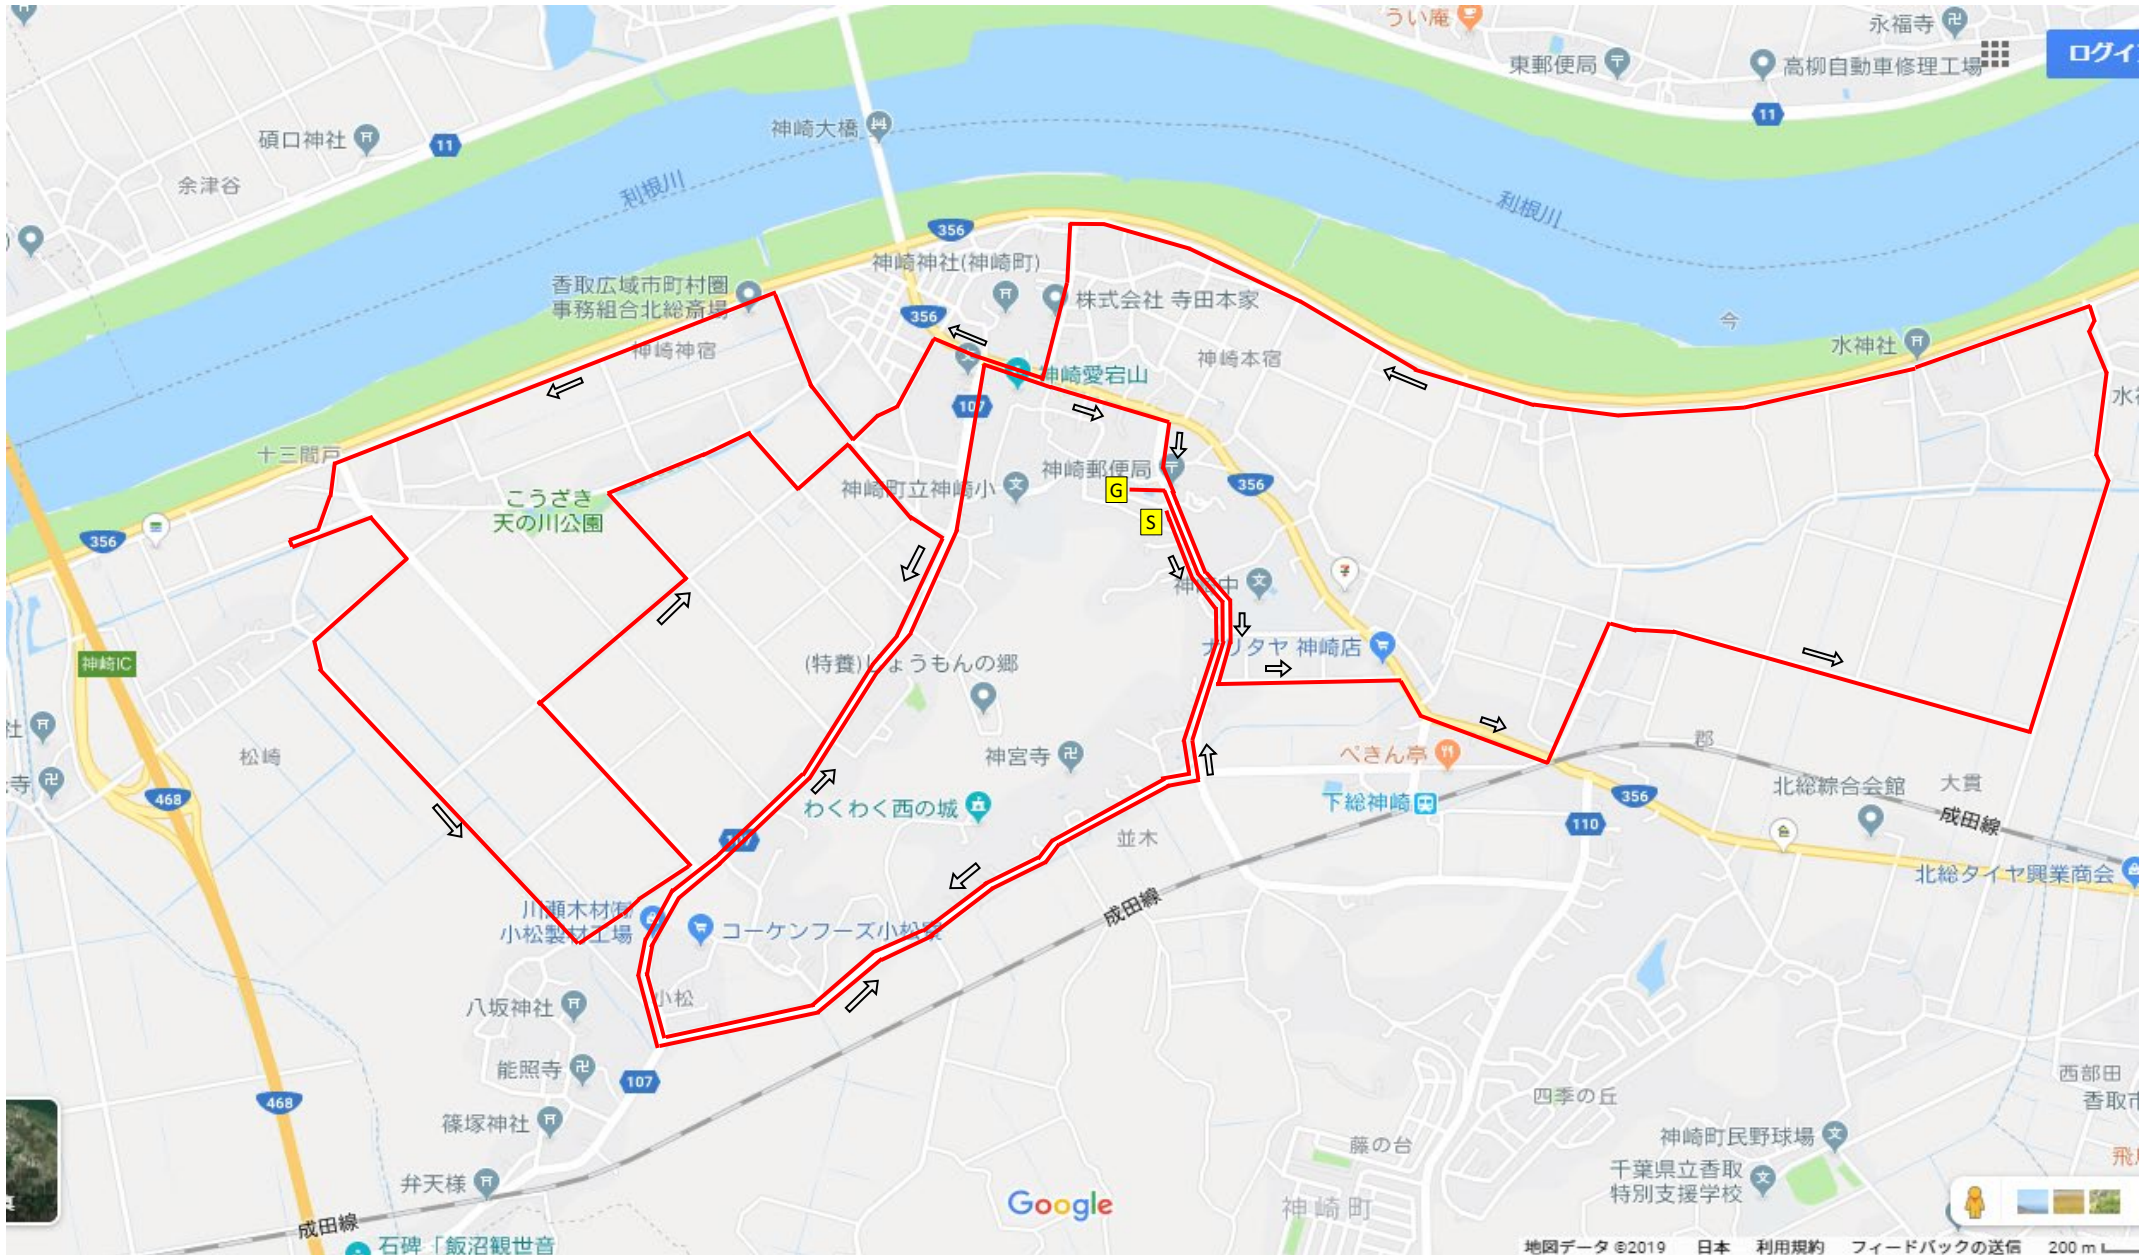 うい庵
永福寺
東郵便局
高柳自動車修理工場
ログイ
11
神崎大橋
碩口神社
11
余津谷
利根川
利根川
356
神崎神社(神崎町)
香取広域市町村圏
事務組合北総斎場
株式会社 寺田本家
356
今
水神社
神崎神宿
神崎本宿
神崎愛宕山
107
十三間戸
神崎郵便局
こうざき
天の川公園
神崎町立神崎小
G
S
356
356
神崎IC
ナリタヤ 神崎店
(特養)じょうもんの郷
松崎
神宮寺
ぺきん亭
郡
北総綜合会館
大貫
468
わくわく西の城
下総神崎
356
成田線
並木
110
北総タイヤ興業商会
成田線
川瀬木材㈲
小松製材工場
コーケンフーズ小松
小松
八坂神社
能照寺
107
468
四季の丘
西部田
香取市
篠塚神社
藤の台
神崎町民野球場
弁天様
千葉県立香取
特別支援学校
Google
神崎町
成田線
石碑「飯沼観世音
地図データ ©2019 日本 利用規約 フィードバックの送信 200 m